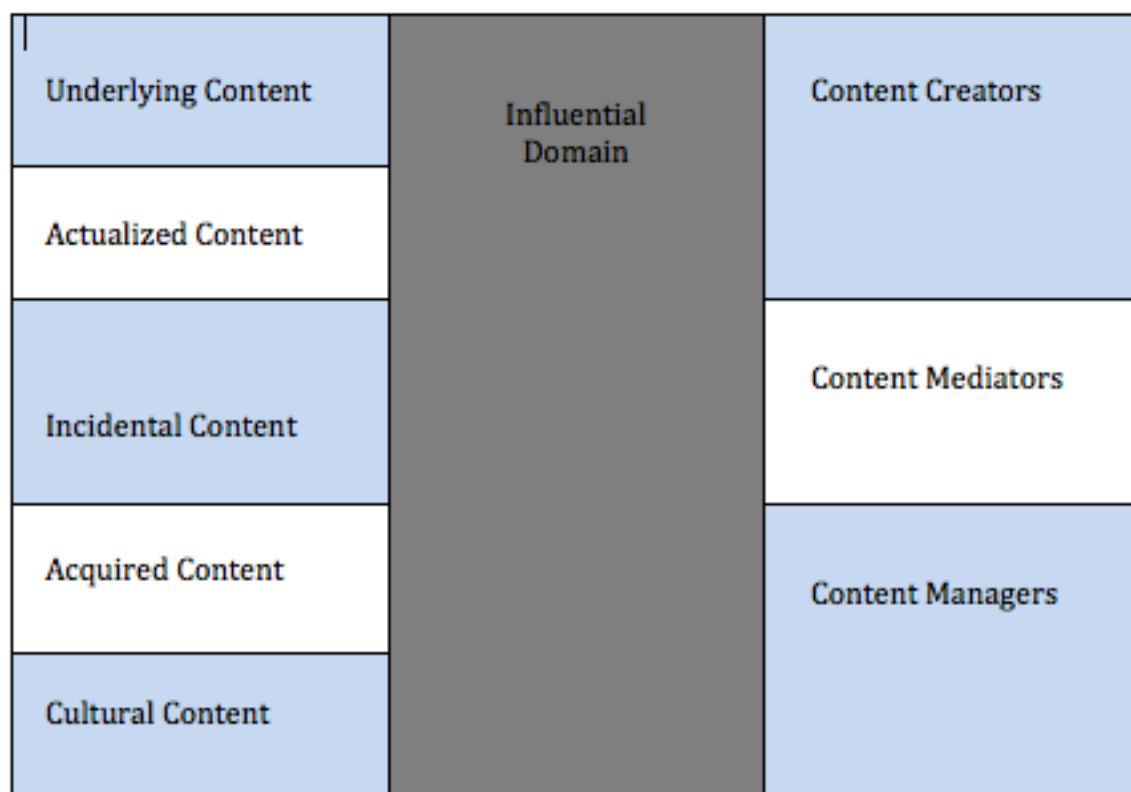 Underlying Content
Actualized Content
Incidental Content
Acquired Content
Cultural Content
Influential
Domain
Content Creators
Content Mediators
Content Managers